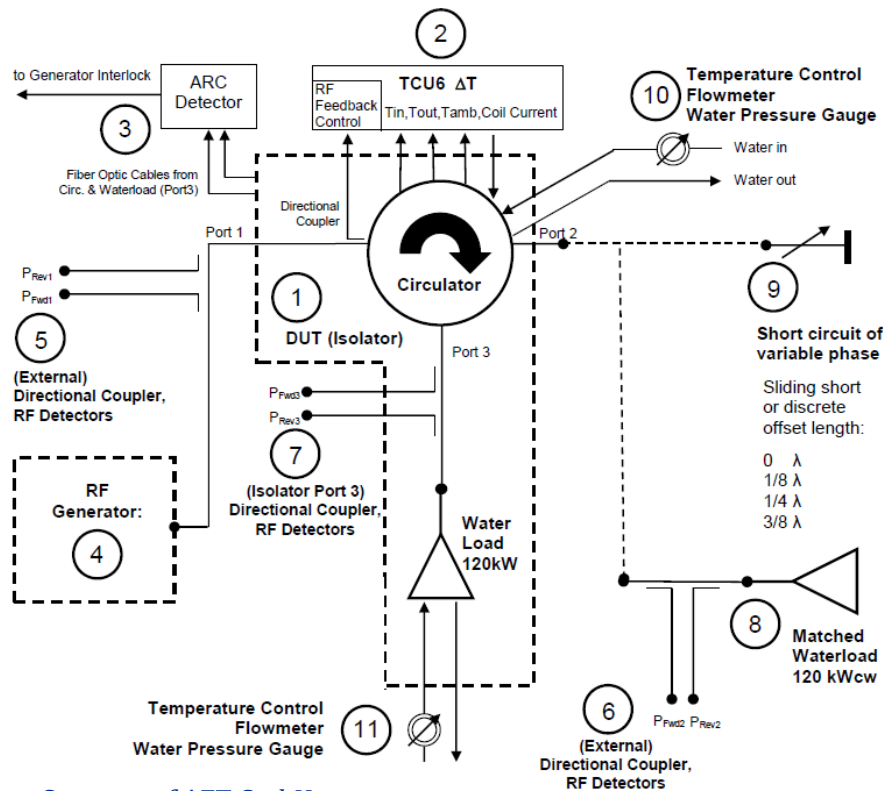 2
to Generator Interlock
ARC
Detector
3
Fiber Optic Cables from
Circ. & Waterload (Port3)
RF
Feedback
Control
TCU6 ΔT
Tin,Tout,Tamb,Coil Current
10
Temperature Control
Flowmeter
Water Pressure Gauge
Water in
Water out
Directional
Coupler
Port 1
Port 2
Circulator
1
DUT (Isolator)
Port 3
PRev1
PFwd1
5
(External)
Directional Coupler,
RF Detectors
9
Short circuit of
variable phase
Sliding short
or discrete
offset length:
0 λ
1/8 λ
1/4 λ
3/8 λ
PFwd3
PRev3
7
(Isolator Port 3)
Directional Coupler,
RF Detectors
RF
Generator:
4
Water
Load
120kW
8
Matched
Waterload
120 kWcw
Temperature Control
Flowmeter
Water Pressure Gauge
11
6
PFwd2 PRev2
(External)
Directional Coupler,
RF Detectors